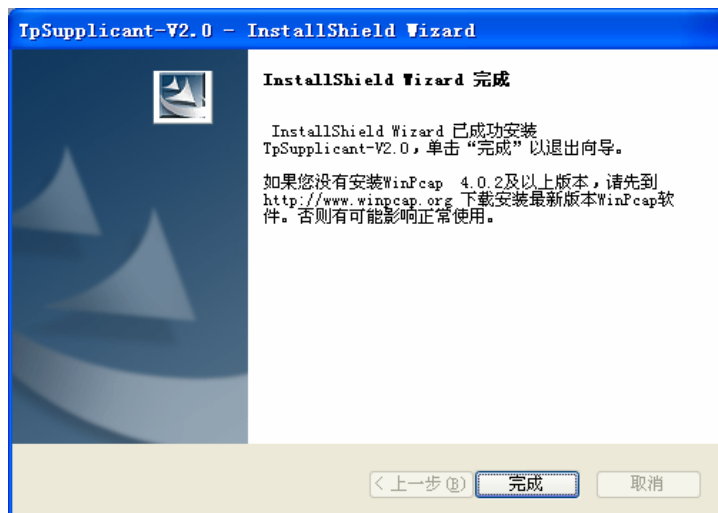 TpSupplicant-V2.0 - InstallShield Wizard
InstallShield Wizard 完成
InstallShield Wizard 已成功安装
TpSupplicant-V2.0，单击“完成”以退出向导。
如果您没有安装WinPcap 4.0.2及以上版本，请先到
http://www.winpcap.org 下载安装最新版本WinPcap软
件。否则有可能影响正常使用。
< 上一步(B)
完成
取消